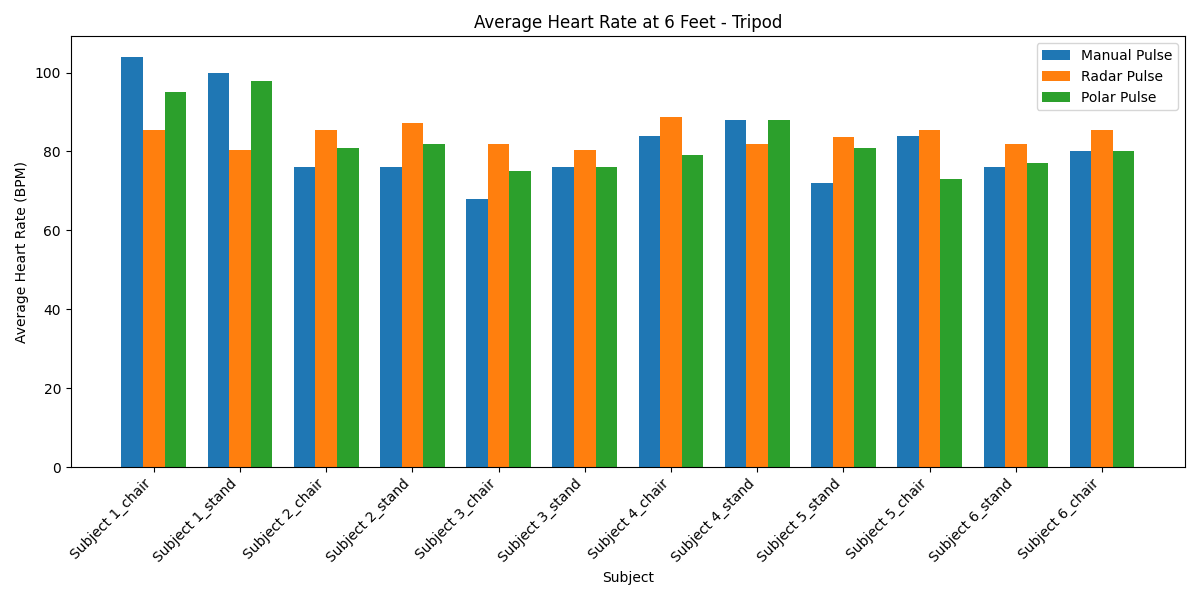 Average Heart Rate at 6 Feet - Tripod
Manual Pulse
Radar Pulse
Polar Pulse
Average Heart Rate (BPM)
100
80
60
40
20
0
Subject 1_chair
Subject 1_stand
Subject 2_chair
Subject 2_stand
Subject 3_chair
Subject 3_stand
Subject 4_chair
Subject 4_stand
Subject 5_stand
Subject 5_chair
Subject 6_stand
Subject 6_chair
Subject